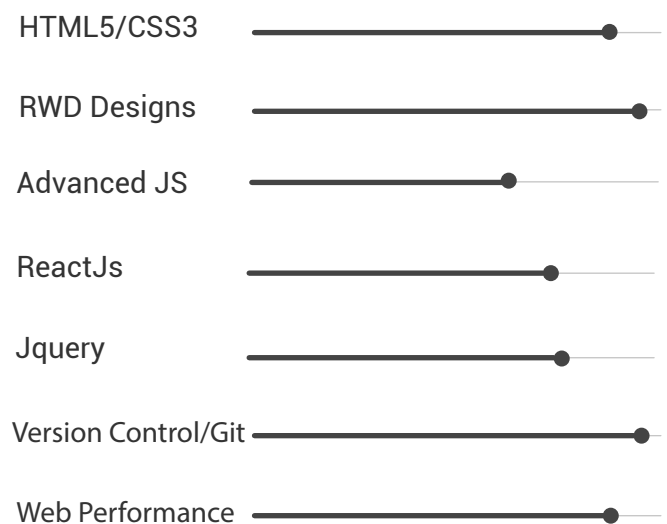 HTML5/CSS3
RWD Designs
Advanced JS
ReactJs
Jquery
Version Control/Git
Web Performance